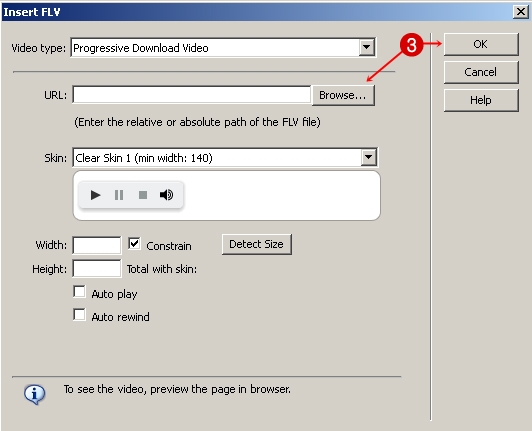 Insert FLV
Video type: Progressive Download Video
3
OK
Cancel
Help
URL: Browse...
(Enter the relative or absolute path of the FLV file)
Skin: Clear Skin 1 (min width: 140)
Width: Constrain Detect Size
Height: Total with skin:
Auto play
Auto rewind
To see the video, preview the page in browser.